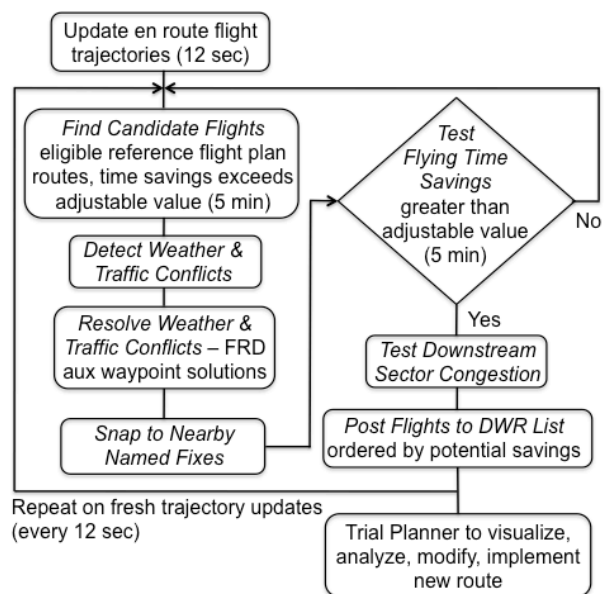 Update en route flight
trajectories (12 sec)
Find Candidate Flights
eligible reference flight plan
routes, time savings exceeds
adjustable value (5 min)
Detect Weather &
Traffic Conflicts
Resolve Weather &
Traffic Conflicts – FRD
aux waypoint solutions
Snap to Nearby
Named Fixes
Test
Flying Time
Savings
greater than
adjustable value
(5 min)
No
Yes
Test Downstream
Sector Congestion
Post Flights to DWR List
ordered by potential savings
Repeat on fresh trajectory updates
(every 12 sec)
Trial Planner to visualize,
analyze, modify, implement
new route